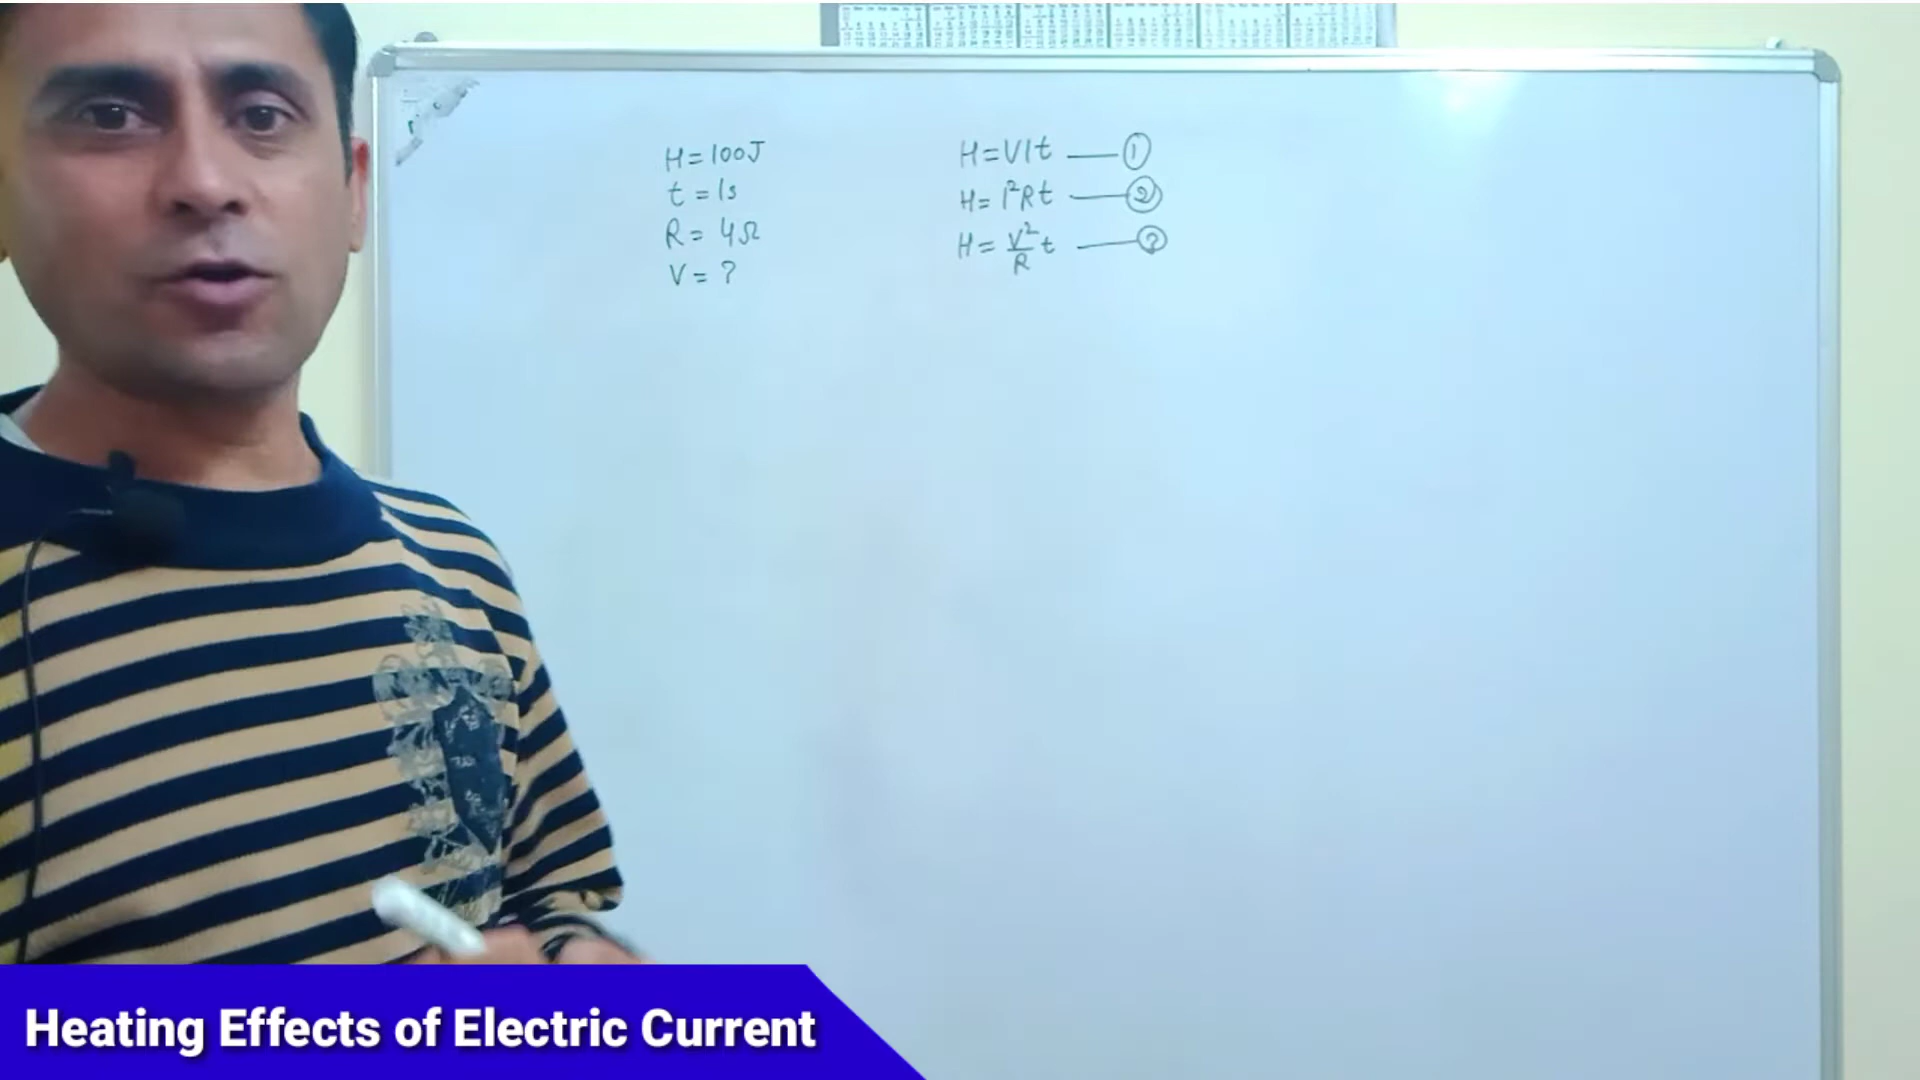 H = 100J
t = 1s
R = 4Ω
V = ?
H = VIt —— ①
H = I²Rt —— ②
H = V²/R t —— ③
Heating Effects of Electric Current